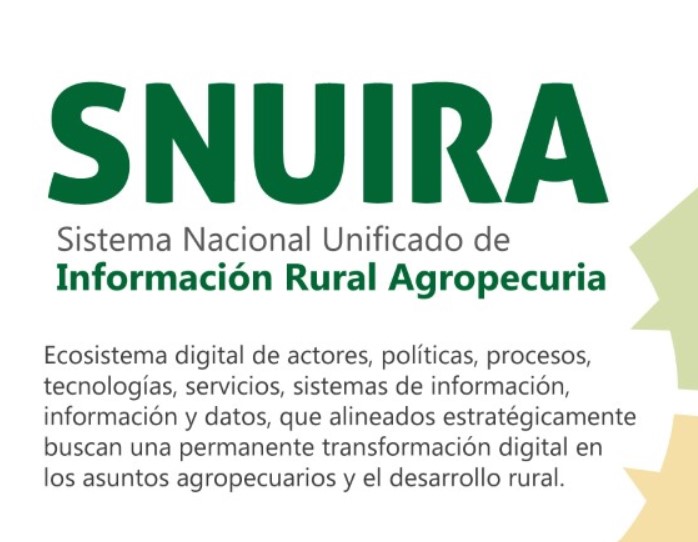 SNUIRA
Sistema Nacional Unificado de
Información Rural Agropecuria
Ecosistema digital de actores, políticas, procesos,
tecnologías, servicios, sistemas de información,
información y datos, que alineados estratégicamente
buscan una permanente transformación digital en
los asuntos agropecuarios y el desarrollo rural.